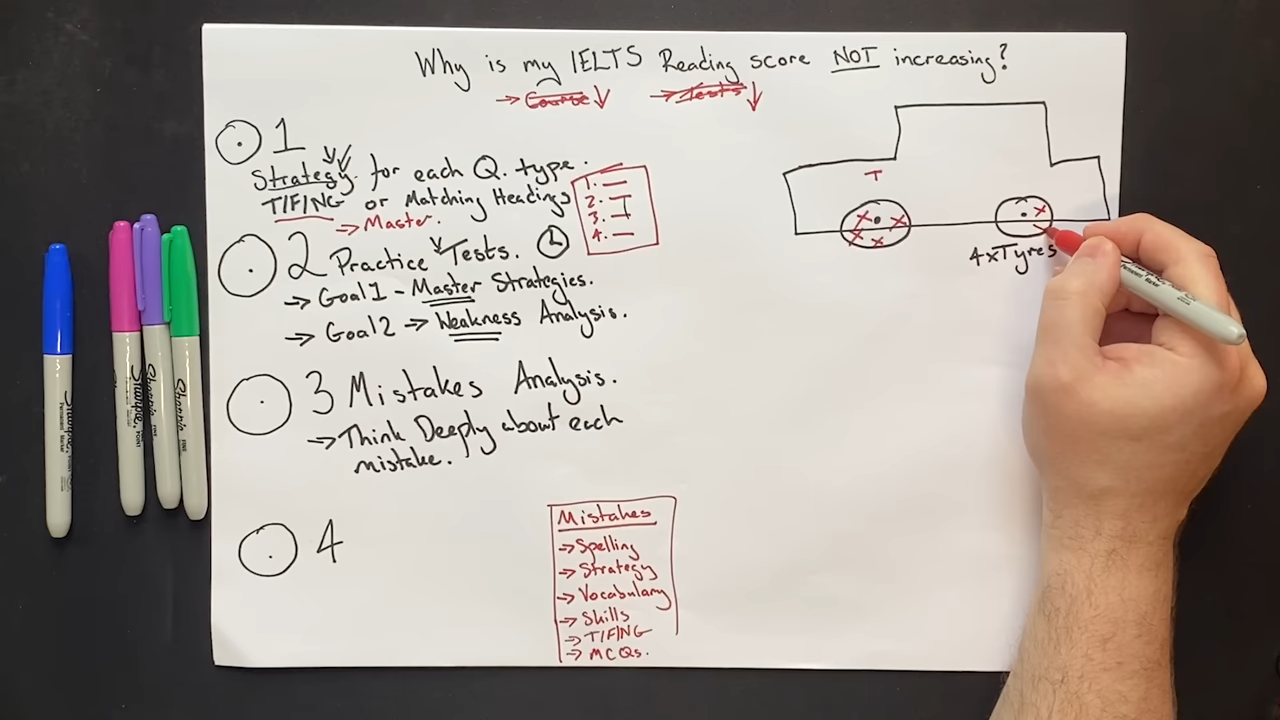 Why is my IELTS Reading score NOT increasing?
→ Course ↓ → Tests ↓
1
Strategy for each Q. type.
T/F/NG or Matching Headings
→ Master.
1. —
2. —
3. —
4. —
2 Practice Tests.
→ Goal 1 - Master Strategies.
→ Goal 2 → Weakness Analysis.
3 Mistakes Analysis.
→ Think Deeply about each
mistake.
4
Mistakes
→ Spelling
→ Strategy
→ Vocabulary
→ Skills
→ T/F/NG
→ MCQs.
T
4xTyres
Sharpie
Sharpie
Sharpie